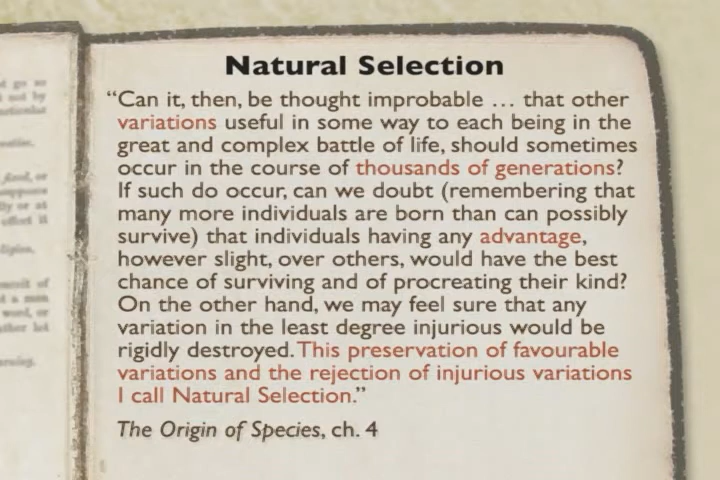 Natural Selection
“Can it, then, be thought improbable … that other
variations useful in some way to each being in the
great and complex battle of life, should sometimes
occur in the course of thousands of generations?
If such do occur, can we doubt (remembering that
many more individuals are born than can possibly
survive) that individuals having any advantage,
however slight, over others, would have the best
chance of surviving and of procreating their kind?
On the other hand, we may feel sure that any
variation in the least degree injurious would be
rigidly destroyed. This preservation of favourable
variations and the rejection of injurious variations
I call Natural Selection.”
The Origin of Species, ch. 4